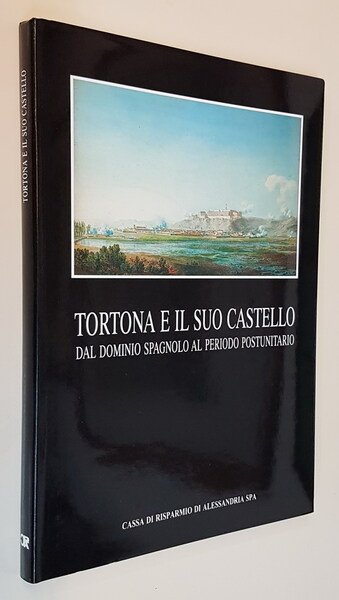 TORTONA E IL SUO CASTELLO
TORTONA E IL SUO CASTELLO
DAL DOMINIO SPAGNOLO AL PERIODO POSTUNITARIO
CASSA DI RISPARMIO DI ALESSANDRIA SPA